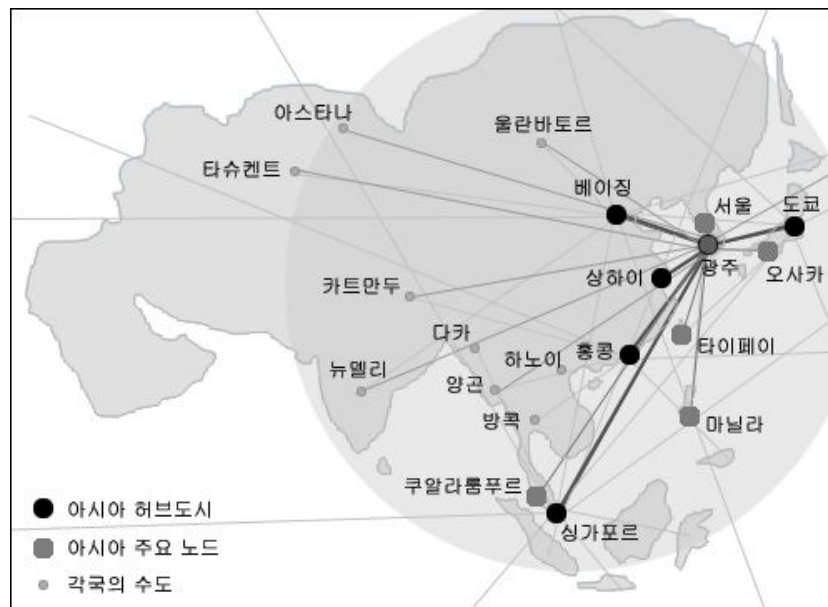 아스타나
울란바토르
타슈켄트
베이징
서울
도쿄
광주
오사카
상하이
카트만두
다카
하노이
홍콩
타이페이
뉴델리
양곤
방콕
마닐라
쿠알라룸푸르
싱가포르
아시아 허브도시
아시아 주요 노드
각국의 수도